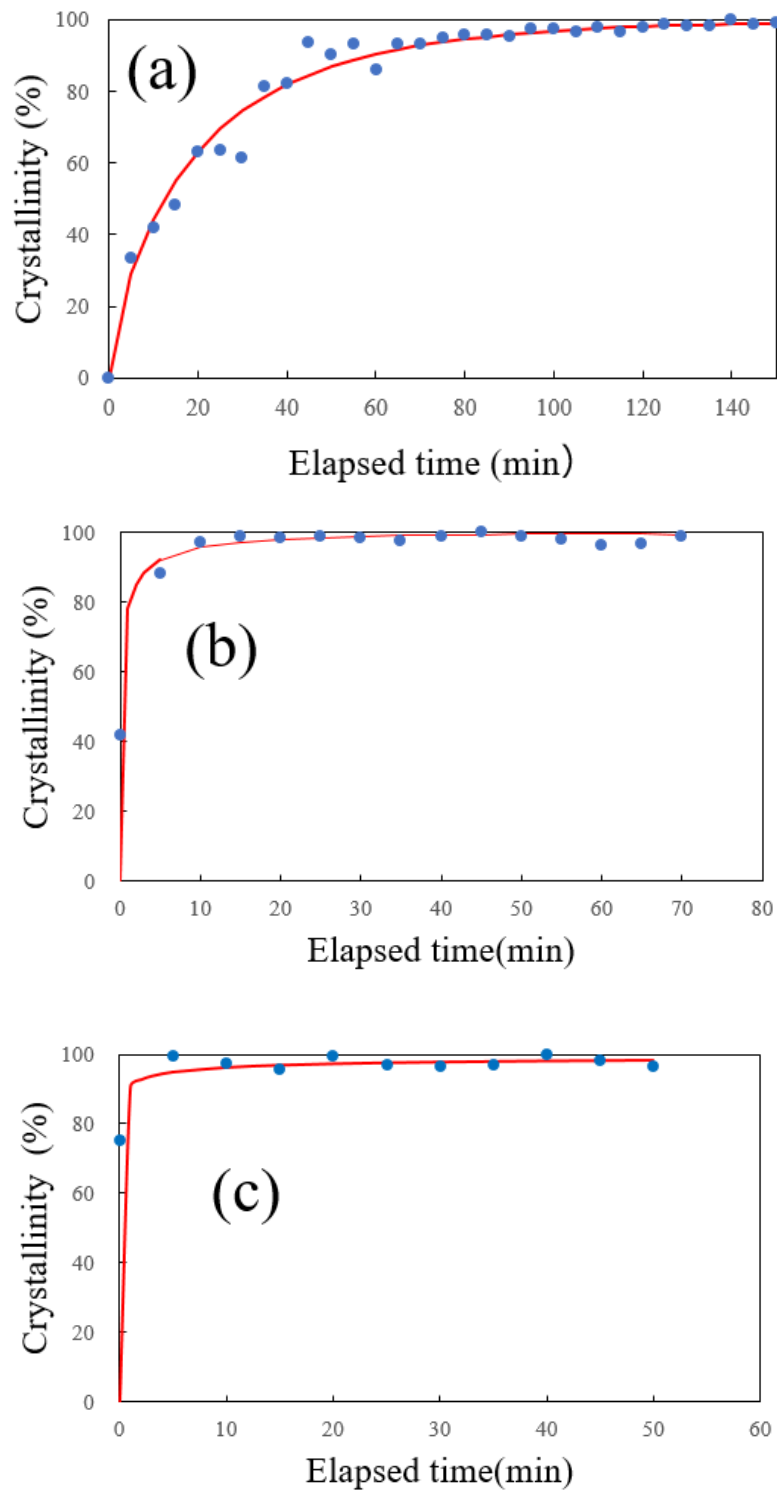 (a)
Crystallinity (%)
100
80
60
40
20
0
0 20 40 60 80 100 120 140
Elapsed time (min)
(b)
Crystallinity (%)
100
80
60
40
20
0
0 10 20 30 40 50 60 70 80
Elapsed time(min)
(c)
Crystallinity (%)
100
80
60
40
20
0
0 10 20 30 40 50 60
Elapsed time(min)